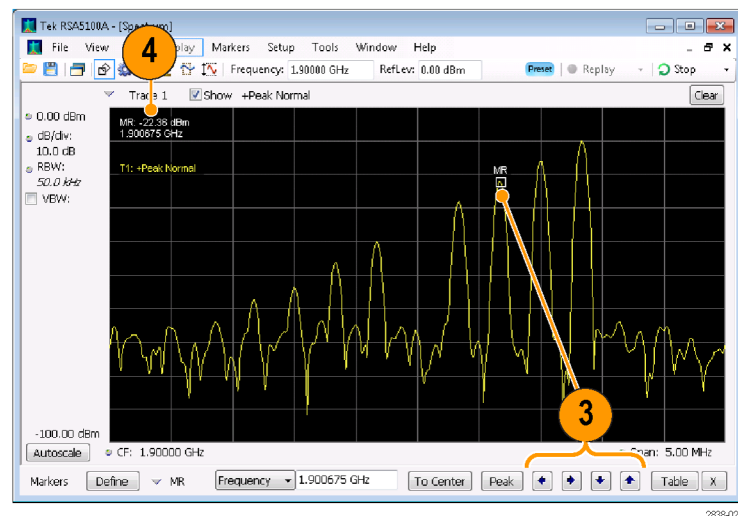 Tek RSA5100A - [Spectrum]
File View play Markers Setup Tools Window Help
Frequency: 1.90000 GHz RefLev: 0.00 dBm Preset Replay Stop
Trace 1 Show +Peak Normal Clear
0.00 dBm
dB/div:
10.0 dB
RBW:
50.0 kHz
VBW:
-100.00 dBm
MR: -22.36 dBm
1.900675 GHz
T1: +Peak Normal
MR
4
3
Autoscale CF: 1.90000 GHz Span: 5.00 MHz
Markers Define MR Frequency 1.900675 GHz To Center Peak Table X
2838-02